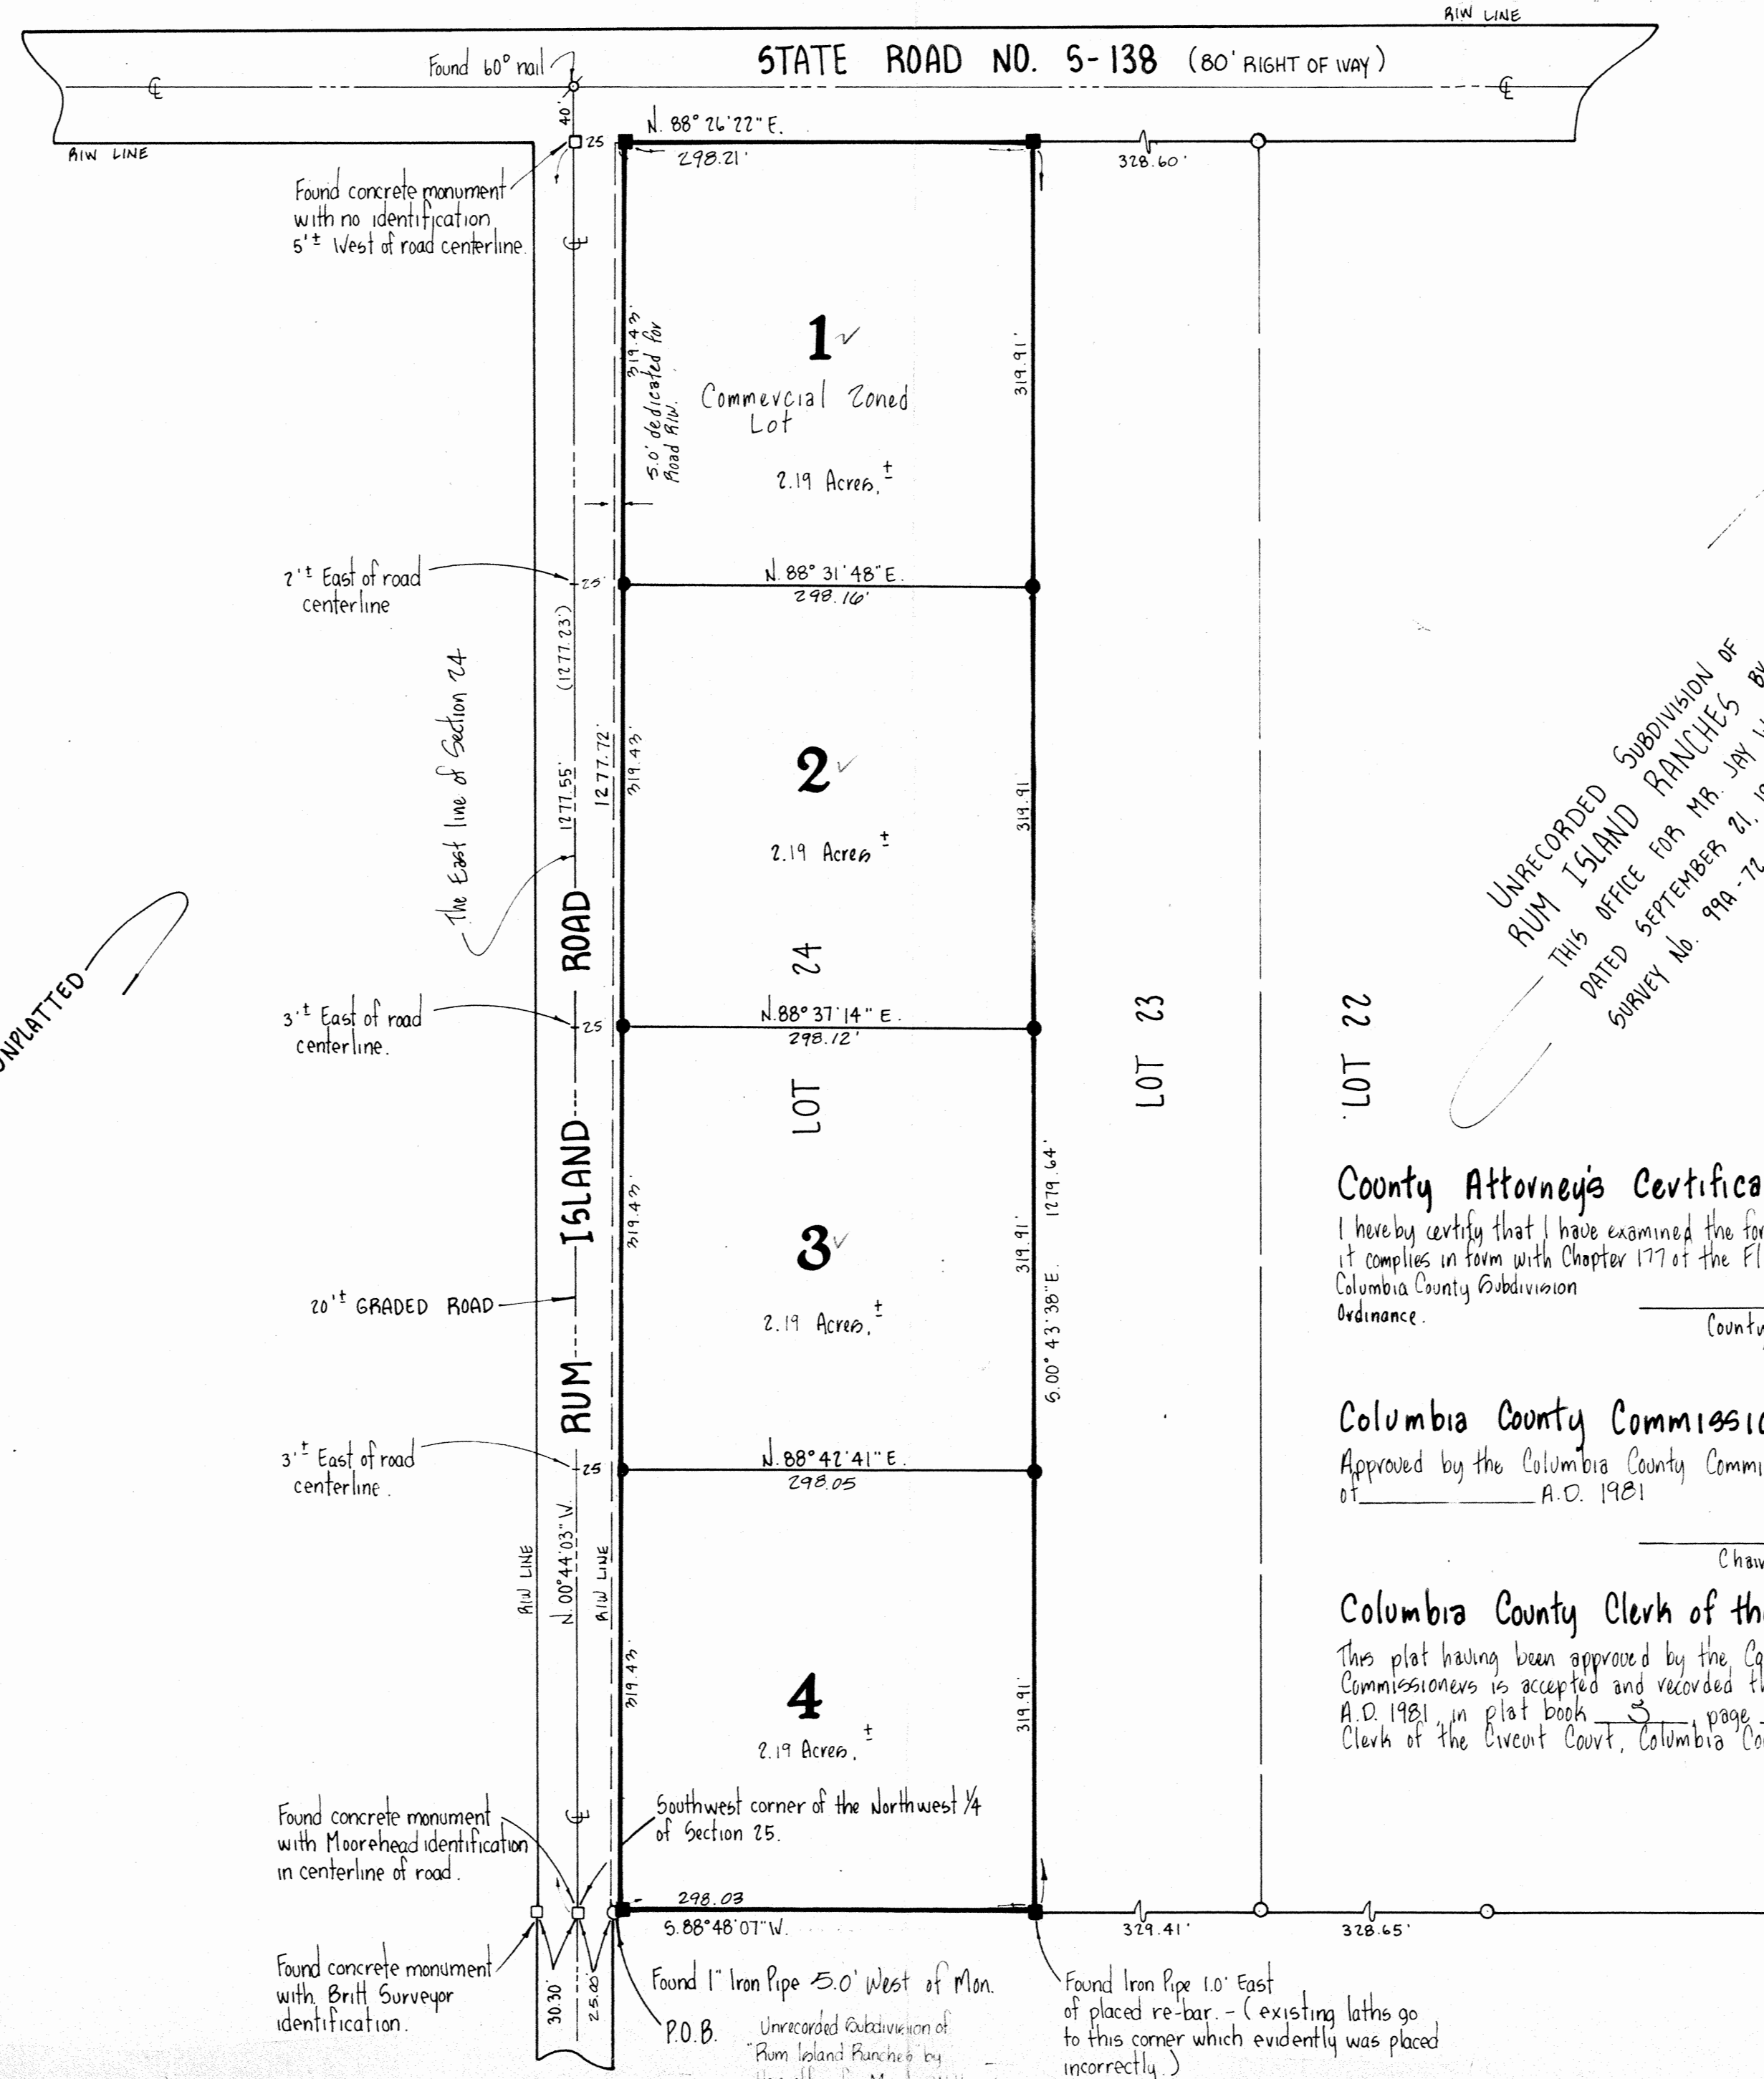 R/W LINE
STATE ROAD NO. S-138 (80' RIGHT OF WAY)
Found 60° nail
℄
℄
40'
N. 88° 26' 22" E.
298.21'
25
328.60'
R/W LINE
Found concrete monument
with no identification
5'± West of road centerline.
℄
319.43'
5.0' dedicated for
Road R/W.
1
Commercial Zoned
Lot
2.19 Acres.±
319.91'
2'± East of road
centerline
25'
N. 88° 31' 48" E.
298.16'
(1277.23')
The East line of Section 24
1277.55'
1277.72'
319.43'
2
2.19 Acres ±
319.91
UNRECORDED SUBDIVISION OF
RUM ISLAND RANCHES BY
THIS OFFICE FOR MR. JAY
DATED SEPTEMBER 21, 19
SURVEY No. 99A-72
3'± East of road
centerline.
25
N. 88° 37' 14" E.
298.12'
RUM ISLAND ROAD
LOT 24
LOT 23
LOT 22
319.43'
3
2.19 Acres.±
319.91'
S. 00° 43' 38" E. 1279.64'
20'± GRADED ROAD
County Attorney's Certifica
I hereby certify that I have examined the for
it complies in form with Chapter 177 of the Fl
Columbia County Subdivision
Ordinance.
County
3'± East of road
centerline.
25
N. 88° 42' 41" E.
298.05
Columbia County Commissio
Approved by the Columbia County Commi
of A.D. 1981
Chair
R/W LINE
N. 00° 44' 03" W.
R/W LINE
319.43'
4
2.19 Acres.±
319.91'
Columbia County Clerk of th
This plat having been approved by the Co
Commissioners is accepted and recorded th
A.D. 1981, in plat book 5, page
Clerk of the Circuit Court, Columbia Co
Found concrete monument
with Moorehead identification
in centerline of road.
℄
Southwest corner of the Northwest 1/4
of Section 25.
298.03
S. 88° 48' 07" W.
329.41'
328.65'
Found concrete monument
with Britt Surveyor
identification.
30.30'
25.00'
Found 1" Iron Pipe 5.0' West of Mon.
P.O.B.
Unrecorded Subdivision of
"Rum Island Ranches" by
Found Iron Pipe 1.0' East
of placed re-bar. - (existing laths go
to this corner which evidently was placed
incorrectly.)